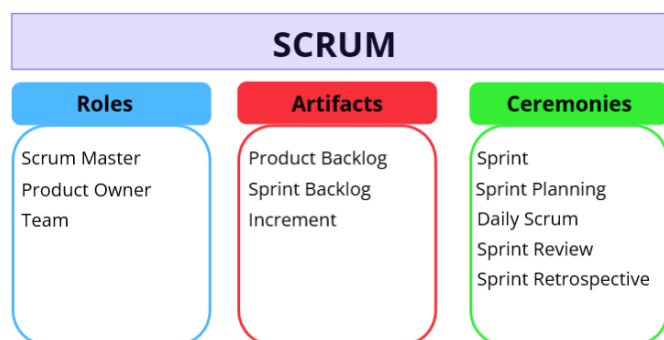 SCRUM
Roles
Scrum Master
Product Owner
Team
Artifacts
Product Backlog
Sprint Backlog
Increment
Ceremonies
Sprint
Sprint Planning
Daily Scrum
Sprint Review
Sprint Retrospective